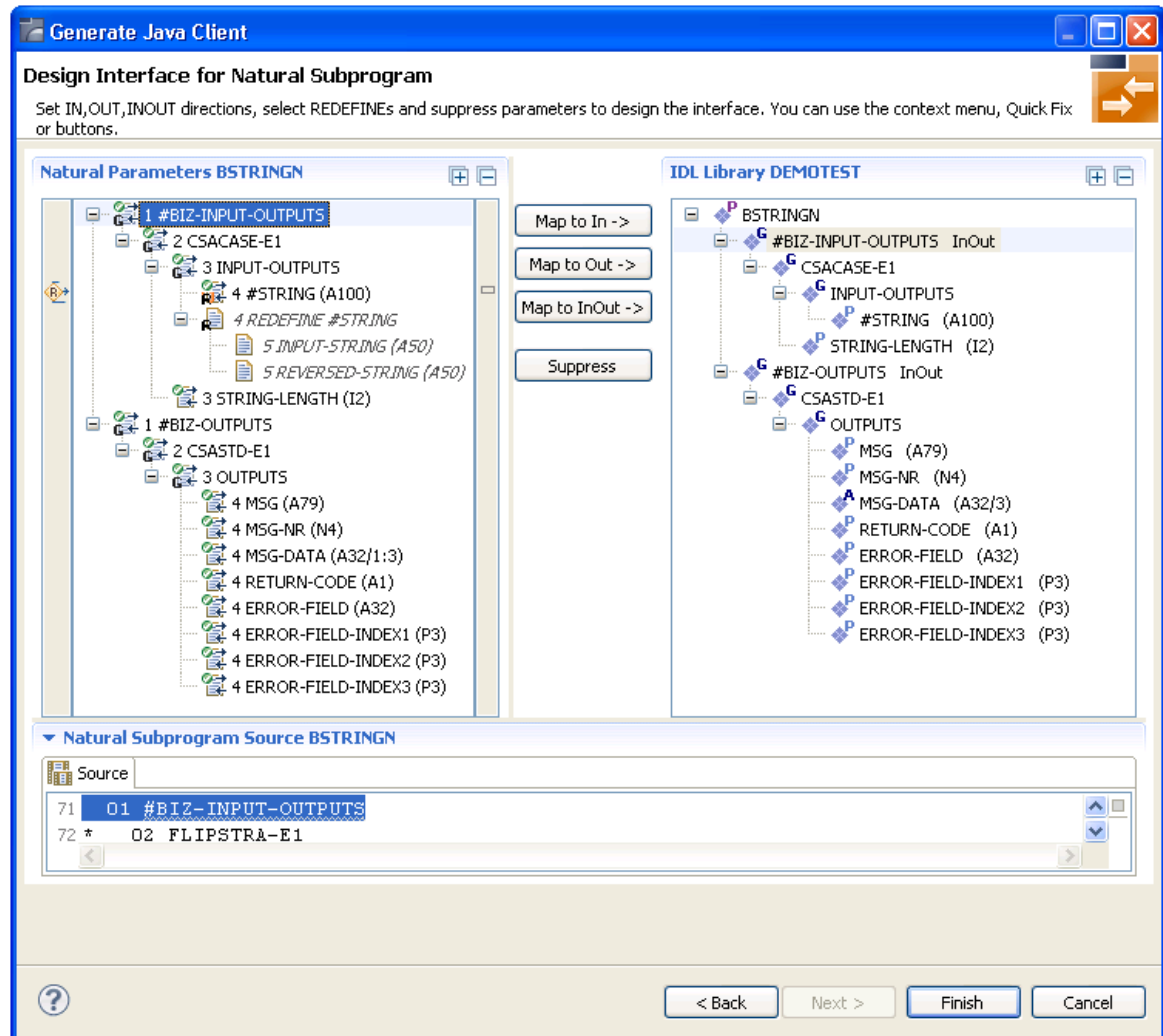 Generate Java Client
Design Interface for Natural Subprogram
Set IN,OUT,INOUT directions, select REDEFINEs and suppress parameters to design the interface. You can use the context menu, Quick Fix
or buttons.
Natural Parameters BSTRINGN
1 #BIZ-INPUT-OUTPUTS
2 CSACASE-E1
3 INPUT-OUTPUTS
4 #STRING (A100)
4 REDEFINE #STRING
5 INPUT-STRING (A50)
5 REVERSED-STRING (A50)
3 STRING-LENGTH (I2)
1 #BIZ-OUTPUTS
2 CSASTD-E1
3 OUTPUTS
4 MSG (A79)
4 MSG-NR (N4)
4 MSG-DATA (A32/1:3)
4 RETURN-CODE (A1)
4 ERROR-FIELD (A32)
4 ERROR-FIELD-INDEX1 (P3)
4 ERROR-FIELD-INDEX2 (P3)
4 ERROR-FIELD-INDEX3 (P3)
Map to In ->
Map to Out ->
Map to InOut ->
Suppress
IDL Library DEMOTEST
BSTRINGN
#BIZ-INPUT-OUTPUTS InOut
CSACASE-E1
INPUT-OUTPUTS
#STRING (A100)
STRING-LENGTH (I2)
#BIZ-OUTPUTS InOut
CSASTD-E1
OUTPUTS
MSG (A79)
MSG-NR (N4)
MSG-DATA (A32/3)
RETURN-CODE (A1)
ERROR-FIELD (A32)
ERROR-FIELD-INDEX1 (P3)
ERROR-FIELD-INDEX2 (P3)
ERROR-FIELD-INDEX3 (P3)
Natural Subprogram Source BSTRINGN
Source
71 01 #BIZ-INPUT-OUTPUTS
72 * 02 FLIPSTRA-E1
< Back
Next >
Finish
Cancel